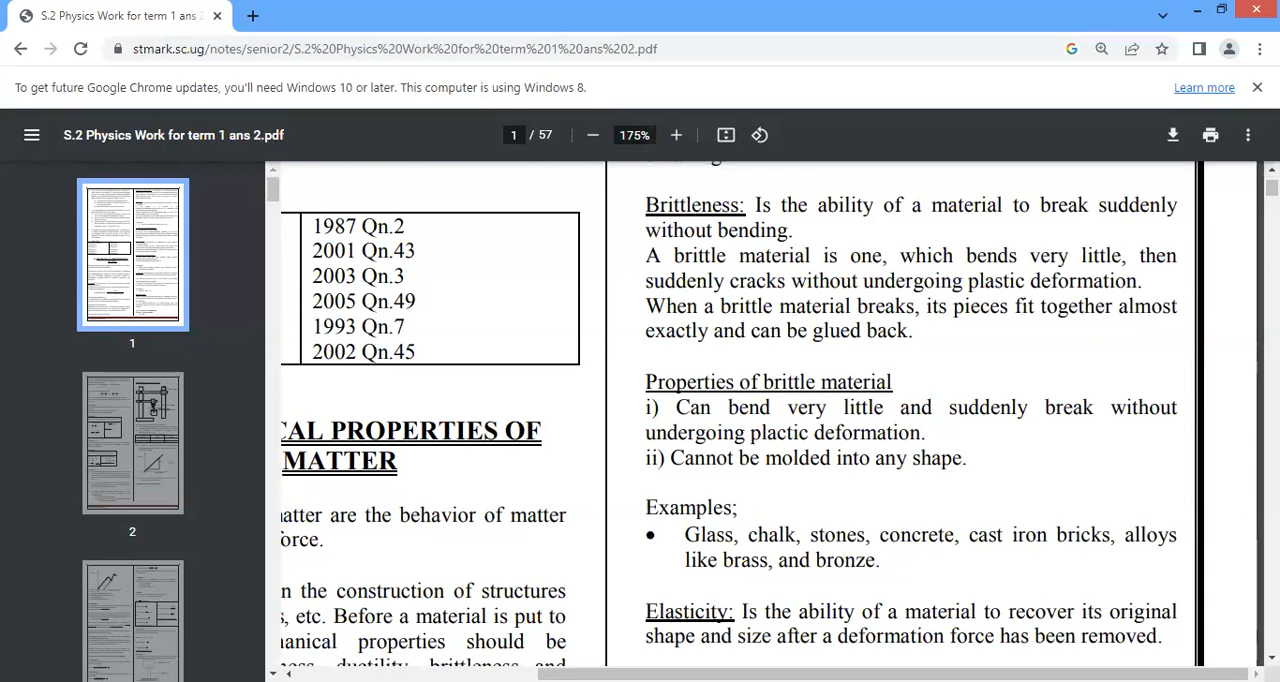 S.2 Physics Work for term 1 ans
stmark.sc.ug/notes/senior2/S.2%20Physics%20Work%20for%20term%201%20ans%202.pdf
To get future Google Chrome updates, you'll need Windows 10 or later. This computer is using Windows 8.
Learn more
S.2 Physics Work for term 1 ans 2.pdf
1 / 57
175%
1
2
1987 Qn.2
2001 Qn.43
2003 Qn.3
2005 Qn.49
1993 Qn.7
2002 Qn.45
CAL PROPERTIES OF
MATTER
are the behavior of matter
force.
n the construction of structures
s, etc. Before a material is put to
properties should be
ductility, brittleness and
Brittleness: Is the ability of a material to break suddenly
without bending.
A brittle material is one, which bends very little, then
suddenly cracks without undergoing plastic deformation.
When a brittle material breaks, its pieces fit together almost
exactly and can be glued back.
Properties of brittle material
i) Can bend very little and suddenly break without
undergoing plactic deformation.
ii) Cannot be molded into any shape.
Examples;
• Glass, chalk, stones, concrete, cast iron bricks, alloys
like brass, and bronze.
Elasticity: Is the ability of a material to recover its original
shape and size after a deformation force has been removed.